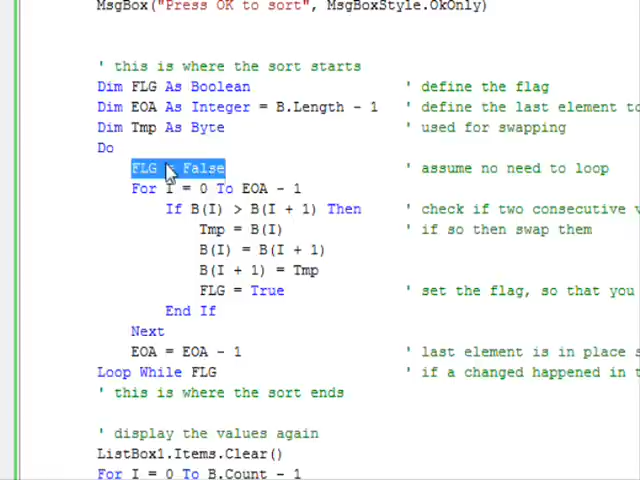 MsgBox("Press OK to sort", MsgBoxStyle.OkOnly)
' this is where the sort starts
Dim FLG As Boolean ' define the flag
Dim EOA As Integer = B.Length - 1 ' define the last element to
Dim Tmp As Byte ' used for swapping
Do
FLG = False ' assume no need to loop
For I = 0 To EOA - 1
If B(I) > B(I + 1) Then ' check if two consecutive v
Tmp = B(I) ' if so then swap them
B(I) = B(I + 1)
B(I + 1) = Tmp
FLG = True ' set the flag, so that you
End If
Next
EOA = EOA - 1 ' last element is in place s
Loop While FLG ' if a changed happened in t
' this is where the sort ends
' display the values again
ListBox1.Items.Clear()
For I = 0 To B.Count - 1